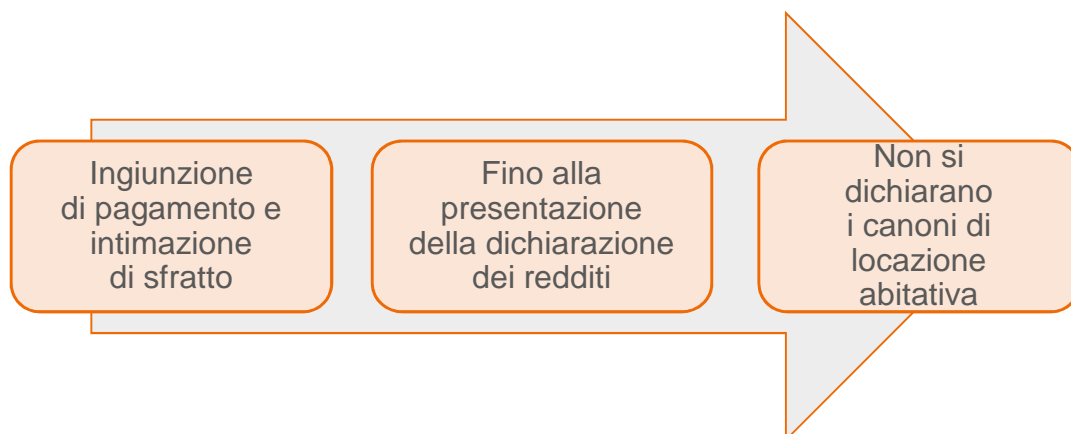 Ingiunzione
di pagamento e
intimazione
di sfratto
Fino alla
presentazione
della dichiarazione
dei redditi
Non si
dichiarano
i canoni di
locazione
abitativa